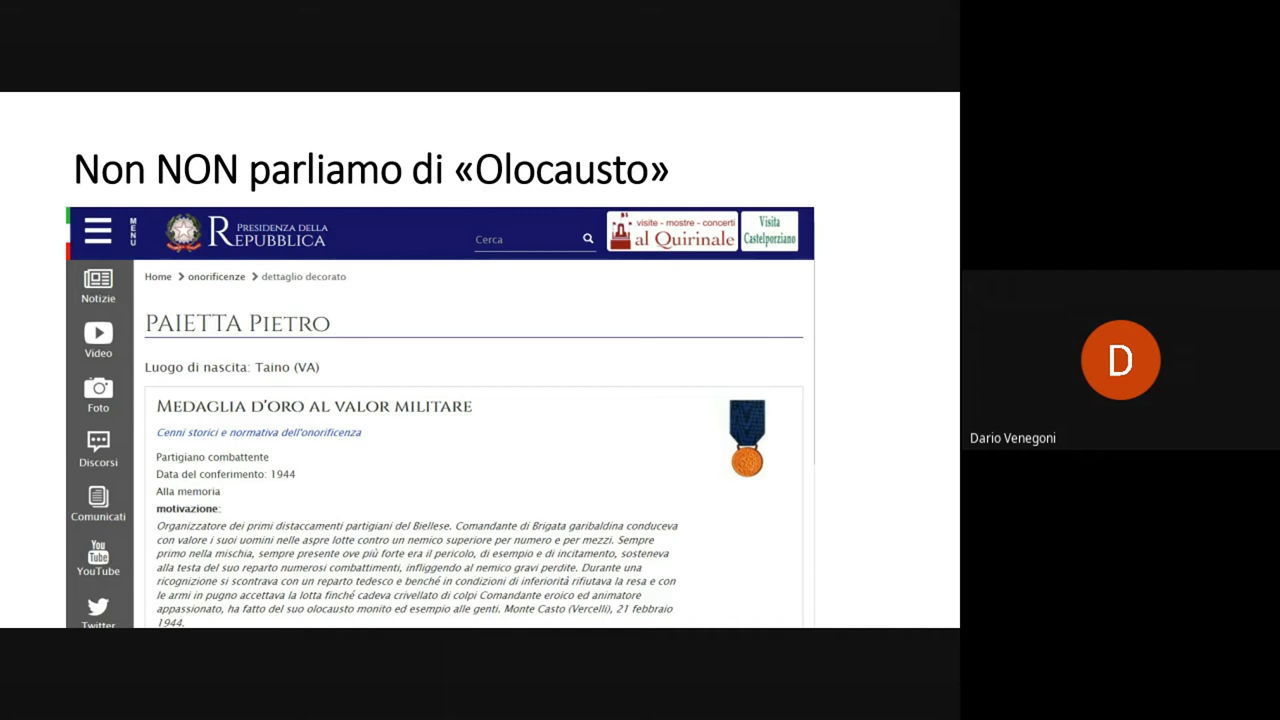 Non NON parliamo di «Olocausto»
MENU
PRESIDENZA DELLA
REPUBBLICA
Cerca
visite - mostre - concerti
al Quirinale
Visita
Castelporziano
Home > onorificenze > dettaglio decorato
Notizie
PAIETTA PIETRO
Video
Luogo di nascita: Taino (VA)
Foto
MEDAGLIA D'ORO AL VALOR MILITARE
Cenni storici e normativa dell'onorificenza
Discorsi
Partigiano combattente
Data del conferimento: 1944
Alla memoria
motivazione:
Comunicati
Organizzatore dei primi distaccamenti partigiani del Biellese. Comandante di Brigata garibaldina conduceva
con valore i suoi uomini nelle aspre lotte contro un nemico superiore per numero e per mezzi. Sempre
primo nella mischia, sempre presente ove più forte era il pericolo, di esempio e di incitamento, sosteneva
alla testa del suo reparto numerosi combattimenti, infliggendo al nemico gravi perdite. Durante una
ricognizione si scontrava con un reparto tedesco e benché in condizioni di inferiorità rifiutava la resa e con
le armi in pugno accettava la lotta finché cadeva crivellato di colpi Comandante eroico ed animatore
appassionato, ha fatto del suo olocausto monito ed esempio alle genti. Monte Casto (Vercelli), 21 febbraio
1944.
You
Tube
YouTube
Twitter
D
Dario Venegoni